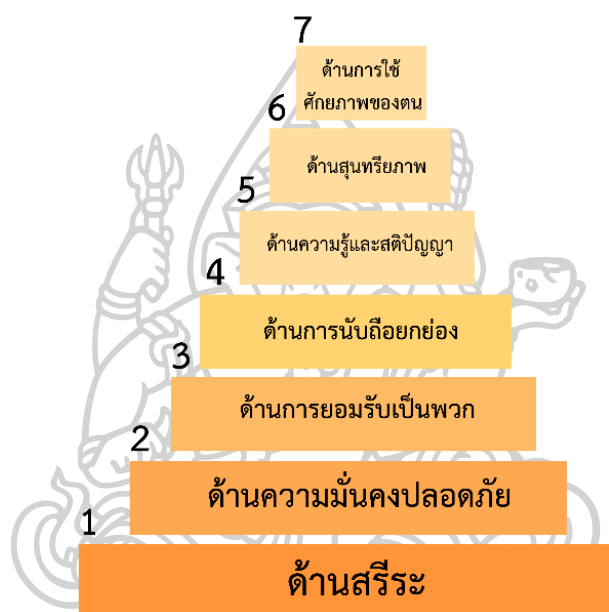 7
ด้านการใช้
ศักยภาพของตน
6
ด้านสุนทรียภาพ
5
ด้านความรู้และสติปัญญา
4
ด้านการนับถือยกย่อง
3
ด้านการยอมรับเป็นพวก
2
ด้านความมั่นคงปลอดภัย
1
ด้านสรีระ